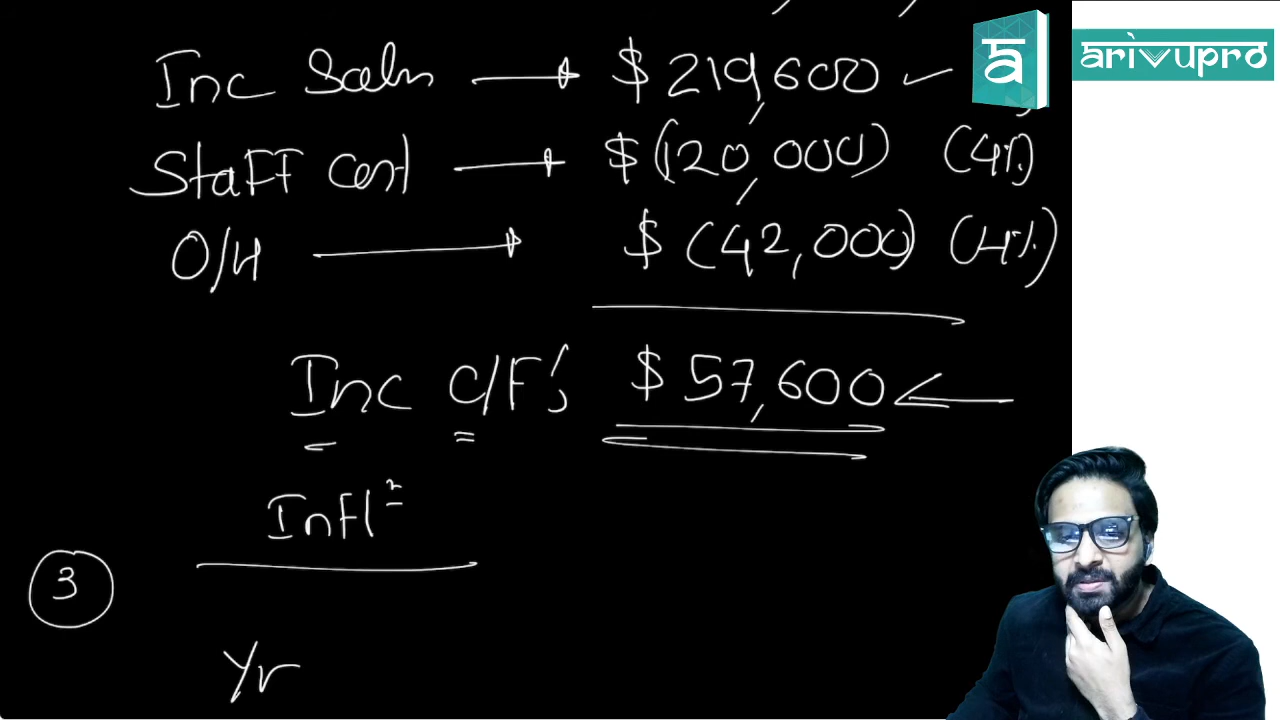 arivupro
Inc Sales → $ 219,600 ✓
Staff Cost → $ (120,000) (4%)
O/H → $ (42,000) (4%)
Inc C/F's $ 57,600 ←
Infl
3
Yr